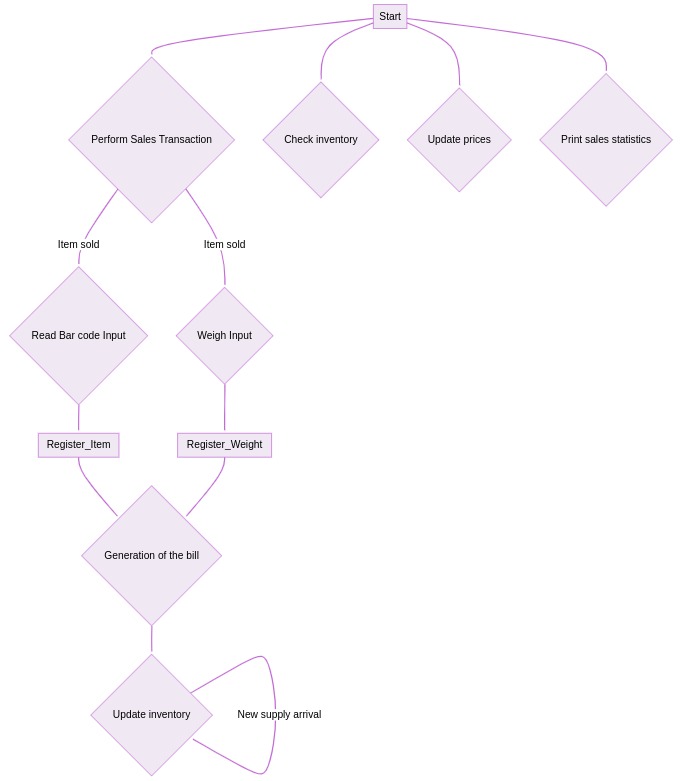 Start
Perform Sales Transaction
Check inventory
Update prices
Print sales statistics
Item sold
Item sold
Read Bar code Input
Weigh Input
Register_Item
Register_Weight
Generation of the bill
Update inventory
New supply arrival